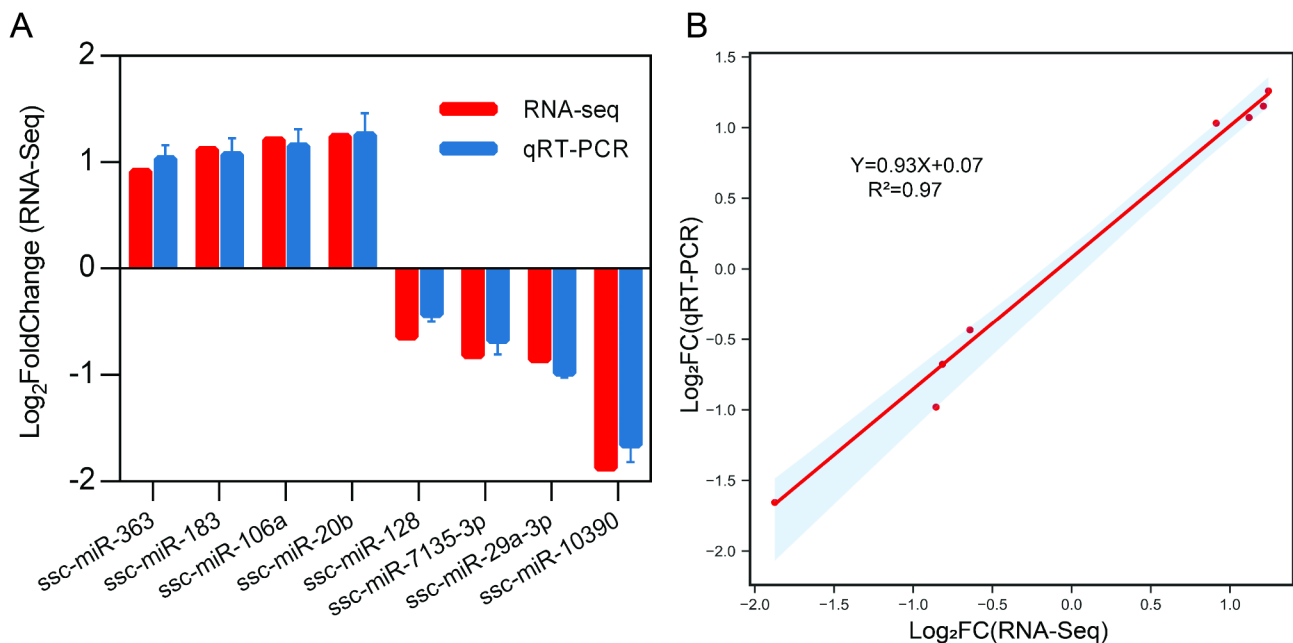 A
Log₂FoldChange (RNA-Seq)
2
1
0
-1
-2
RNA-seq
qRT-PCR
ssc-miR-363
ssc-miR-183
ssc-miR-106a
ssc-miR-20b
ssc-miR-128
ssc-miR-7135-3p
ssc-miR-29a-3p
ssc-miR-10390
B
Log₂FC(qRT-PCR)
1.5
1.0
0.5
0.0
−0.5
−1.0
−1.5
−2.0
Y=0.93X+0.07
R²=0.97
−2.0 −1.5 −1.0 −0.5 0.0 0.5 1.0
Log₂FC(RNA-Seq)